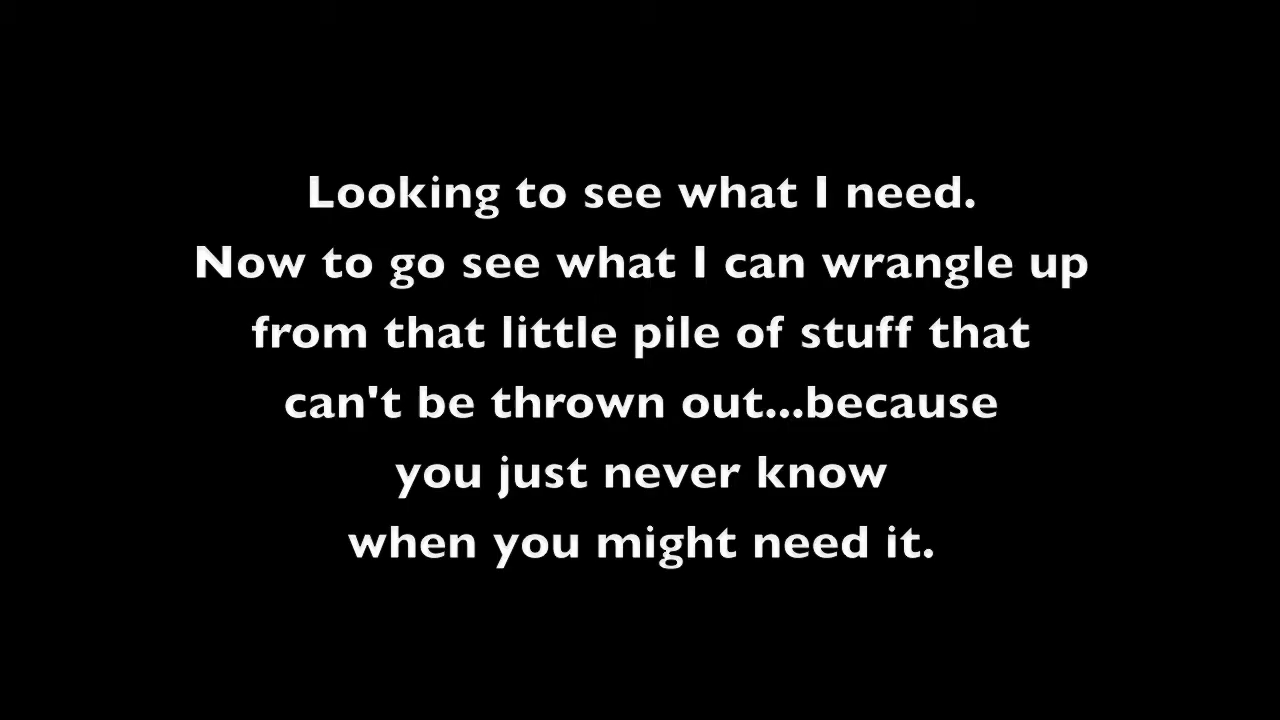 Looking to see what I need.
Now to go see what I can wrangle up
from that little pile of stuff that
can't be thrown out...because
you just never know
when you might need it.